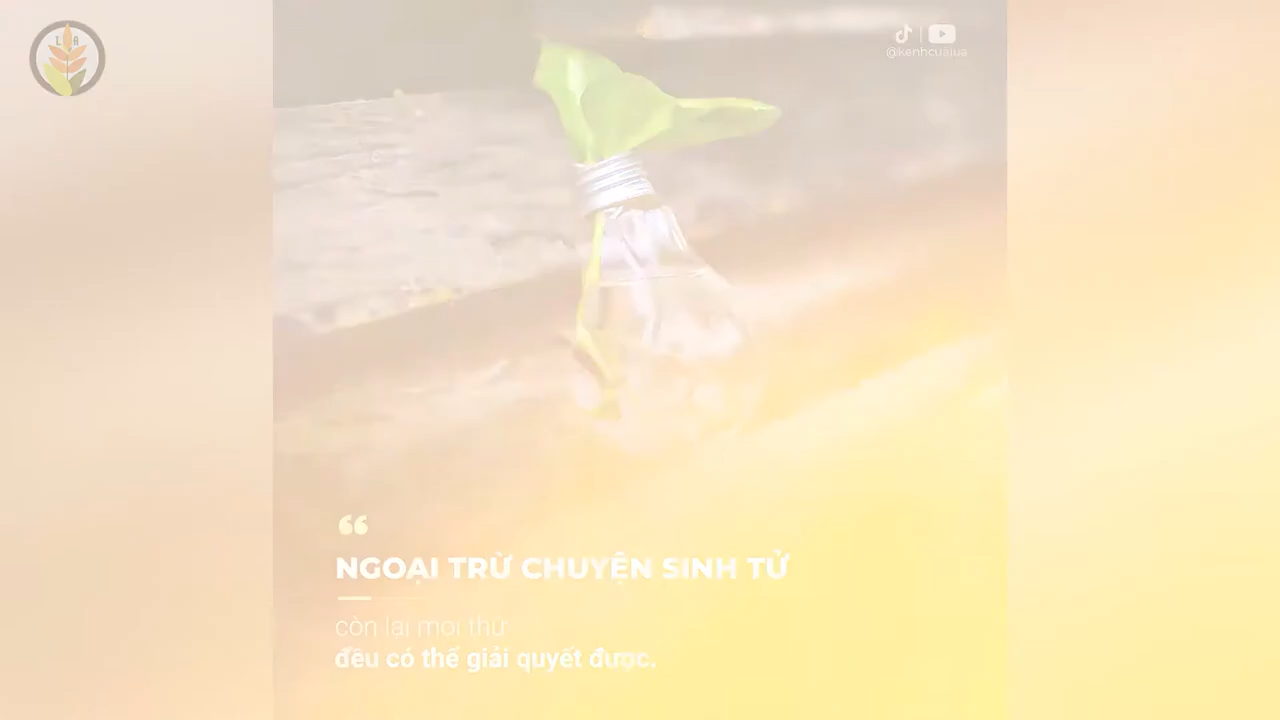 L A
@kenhcualua
“
NGOẠI TRỪ CHUYỆN SINH TỬ
còn lại mọi thứ
đều có thể giải quyết được.